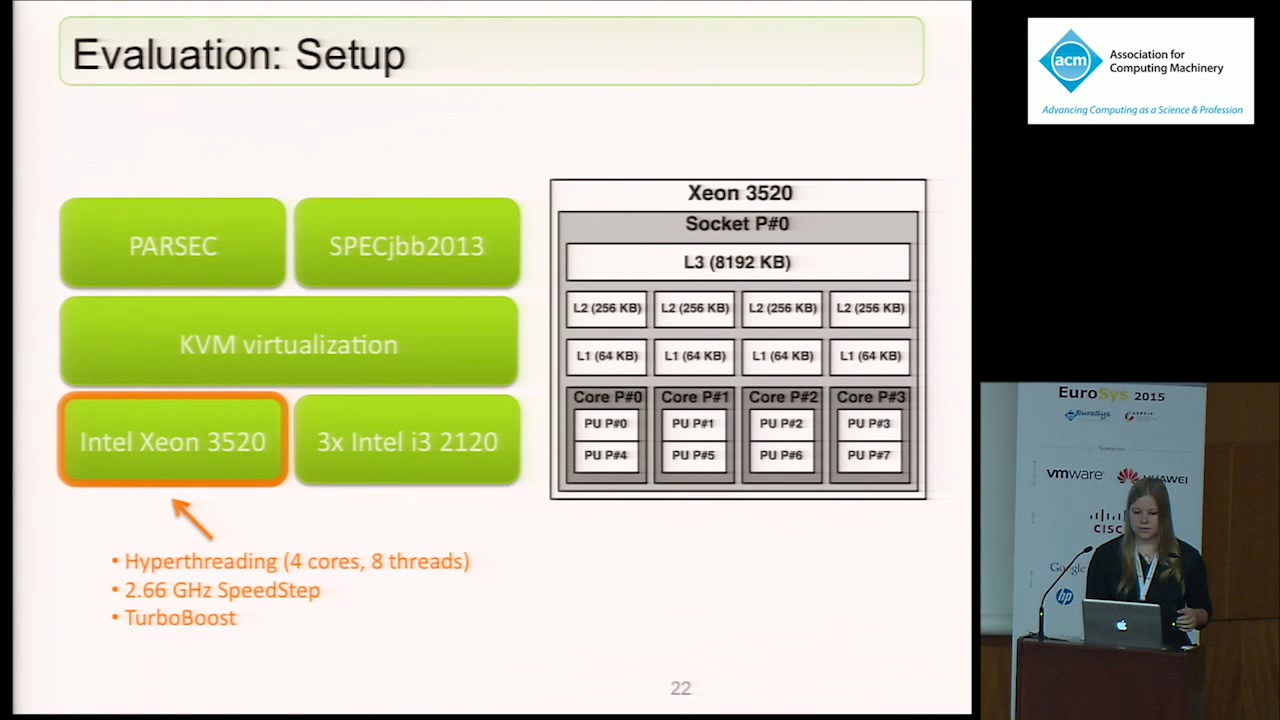 Evaluation: Setup
PARSEC
SPECjbb2013
KVM virtualization
Intel Xeon 3520
3x Intel i3 2120
• Hyperthreading (4 cores, 8 threads)
• 2.66 GHz SpeedStep
• TurboBoost
Xeon 3520
Socket P#0
L3 (8192 KB)
L2 (256 KB) L2 (256 KB) L2 (256 KB) L2 (256 KB)
L1 (64 KB) L1 (64 KB) L1 (64 KB) L1 (64 KB)
Core P#0 Core P#1 Core P#2 Core P#3
PU P#0 PU P#1 PU P#2 PU P#3
PU P#4 PU P#5 PU P#6 PU P#7
22
acm
Association for
Computing Machinery
Advancing Computing as a Science & Profession
EuroSys 2015
EUROSYS
vmware HUAWEI
CISC
Google
hp